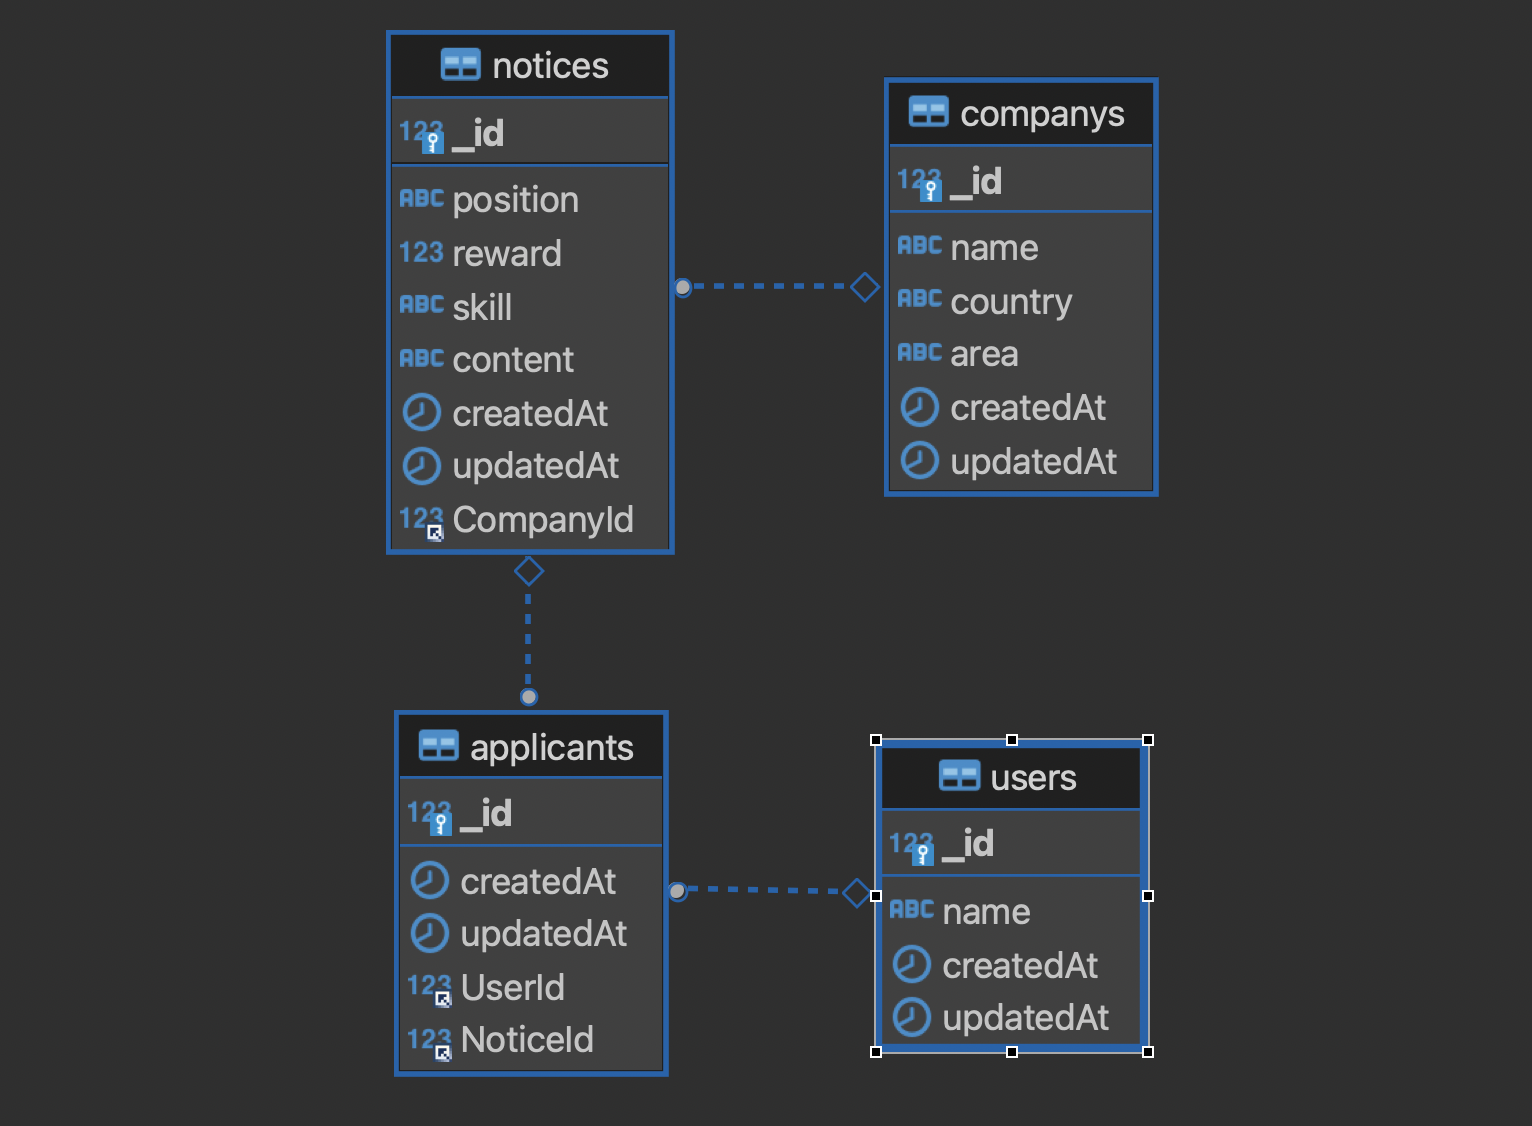 notices
123 _id
ABC position
123 reward
ABC skill
ABC content
createdAt
updatedAt
123 CompanyId
companys
123 _id
ABC name
ABC country
ABC area
createdAt
updatedAt
applicants
123 _id
createdAt
updatedAt
123 UserId
123 NoticeId
users
123 _id
ABC name
createdAt
updatedAt